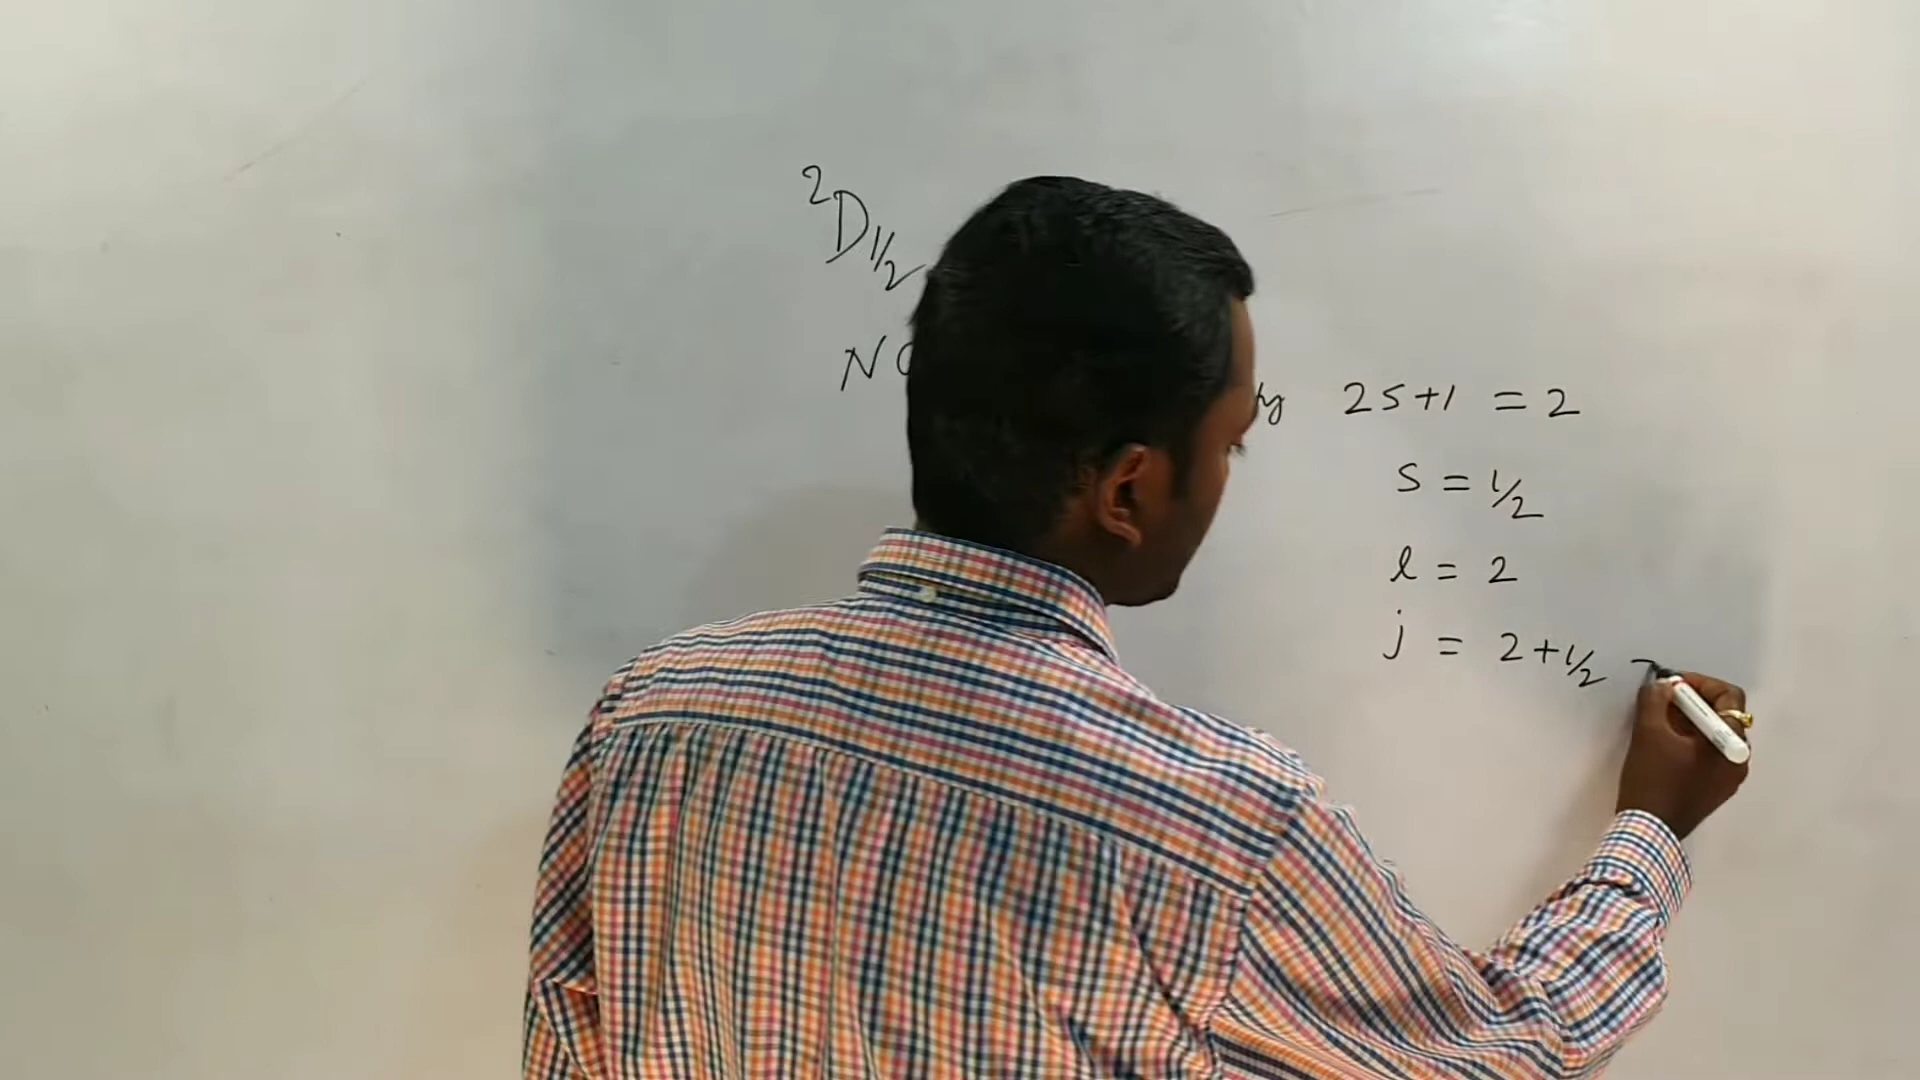 ²D₁/₂
2S+1 = 2
S = 1/2
l = 2
j = 2+1/2